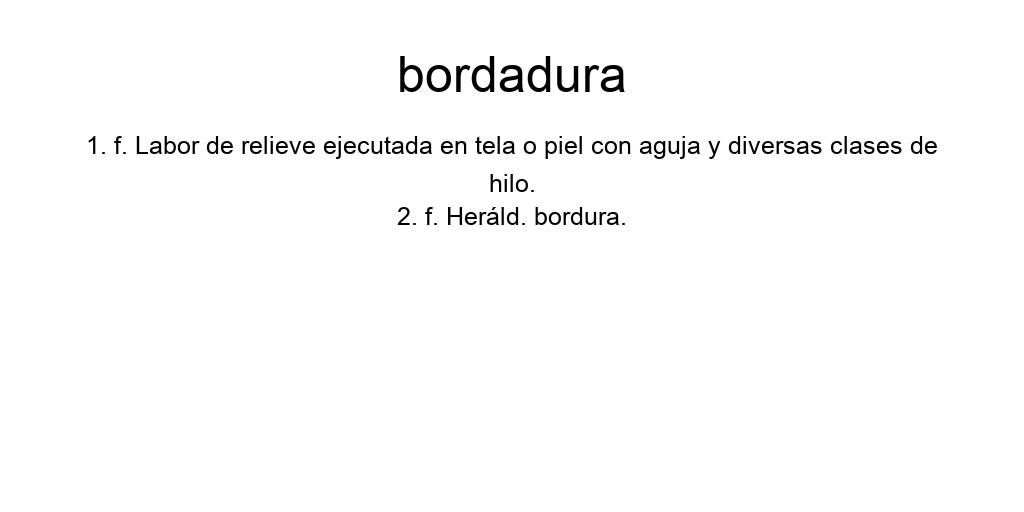 bordadura
1. f. Labor de relieve ejecutada en tela o piel con aguja y diversas clases de
hilo.
2. f. Heráld. bordura.